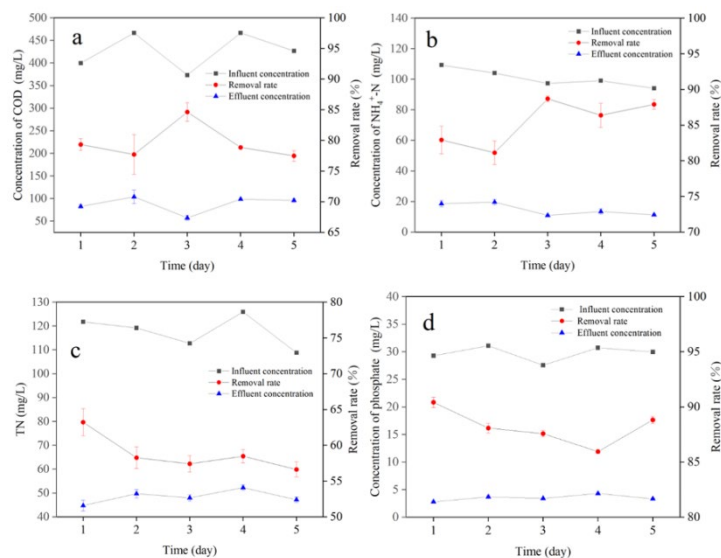 a
Influent concentration
Removal rate
Effluent concentration
Concentration of COD (mg/L)
Removal rate (%)
500
450
400
350
300
250
200
150
100
50
100
95
90
85
80
75
70
65
1 2 3 4 5
Time (day)
b
Influent concentration
Removal rate
Effluent concentration
Concentration of NH₄⁺-N (mg/L)
Removal rate (%)
140
120
100
80
60
40
20
0
100
95
90
85
80
75
70
1 2 3 4 5
Time (day)
c
Influent concentration
Removal rate
Effluent concentration
TN (mg/L)
Removal rate (%)
130
120
110
100
90
80
70
60
50
40
80
75
70
65
60
55
50
1 2 3 4 5
Time (day)
d
Influent concentration
Removal rate
Effluent concentration
Concentration of phosphate (mg/L)
Removal rate (%)
40
35
30
25
20
15
10
5
0
100
95
90
85
80
1 2 3 4 5
Time (day)